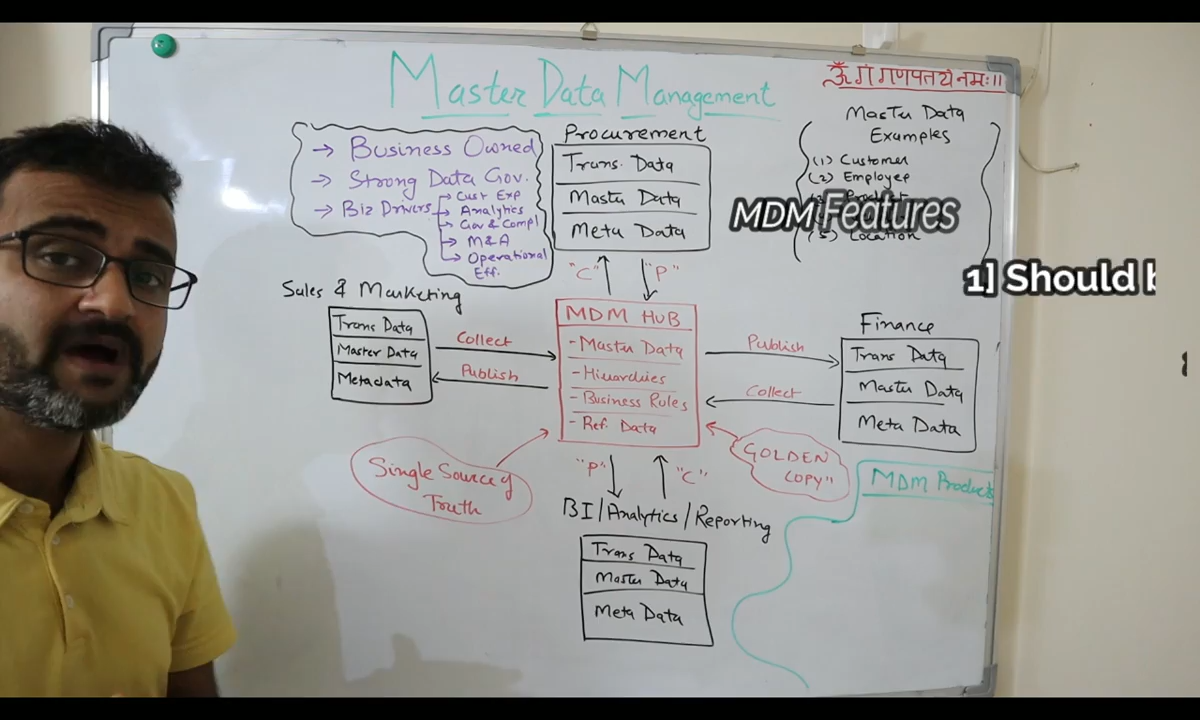 Master Data Management
ॐ गं गणपतये नमः ||
→ Business Owned
→ Strong Data Gov.
→ Biz Drivers
→ Cust Exp
→ Analytics
→ Gov & Compl
→ M&A
→ Operational
Eff.
Procurement
Trans. Data
Master Data
Meta Data
Master Data
Examples
(1) Customer
(2) Employee
Product
(5) Location
MDM Features
1] Should b
"C"
"P"
Sales & Marketing
Trans Data
Master Data
Metadata
Collect
Publish
MDM HUB
- Master Data
- Hierarchies
- Business Rules
- Ref. Data
Publish
Collect
Finance
Trans Data
Master Data
Meta Data
Single Source of
Truth
"P"
"C"
"GOLDEN
COPY"
MDM Products
BI/Analytics/Reporting
Trans Data
Master Data
Meta Data